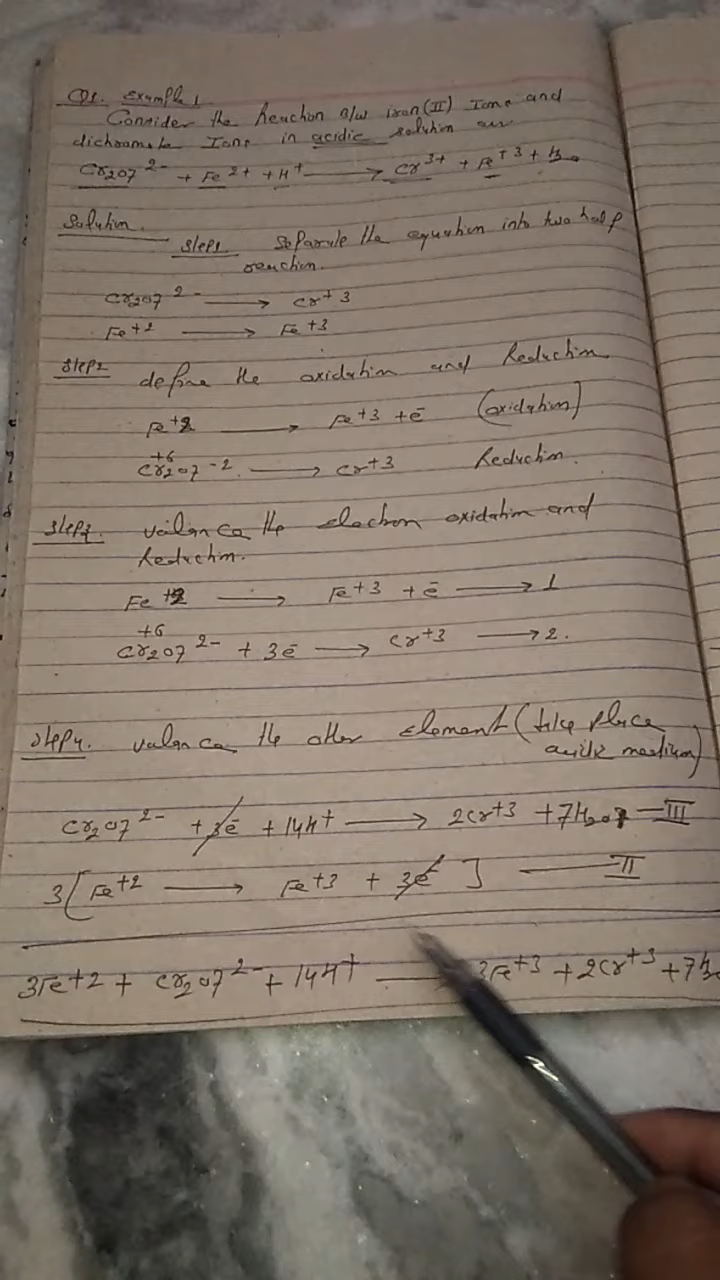 Q1. Example 1
Consider the Reaction B/w iron (II) Ions and
dichromate Ions in acidic solution are
Cr2O7 2- + Fe2+ + H+ → Cr3+ + Fe+3 + H2O
Solution.
Step1 Separate the equation into two half
reaction.
Cr2O7 2- → Cr+3
Fe+2 → Fe+3
Step2 define the oxidation and Reduction
Fe+2 → Fe+3 + e- (oxidation)
+6
Cr2O7-2 → Cr+3 Reduction.
Step3. valance the electron oxidation and
Reduction.
Fe+2 → Fe+3 + e- → 1
+6
Cr2O7 2- + 3e- → Cr+3 → 2.
Step4. valance the other element (take place
acidic medium)
Cr2O7 2- + 3e- + 14H+ → 2Cr+3 + 7H2O — III
3[Fe+2 → Fe+3 + 3e-] — II
3Fe+2 + Cr2O7 2- + 14H+ → 3Fe+3 + 2Cr+3 + 7H2